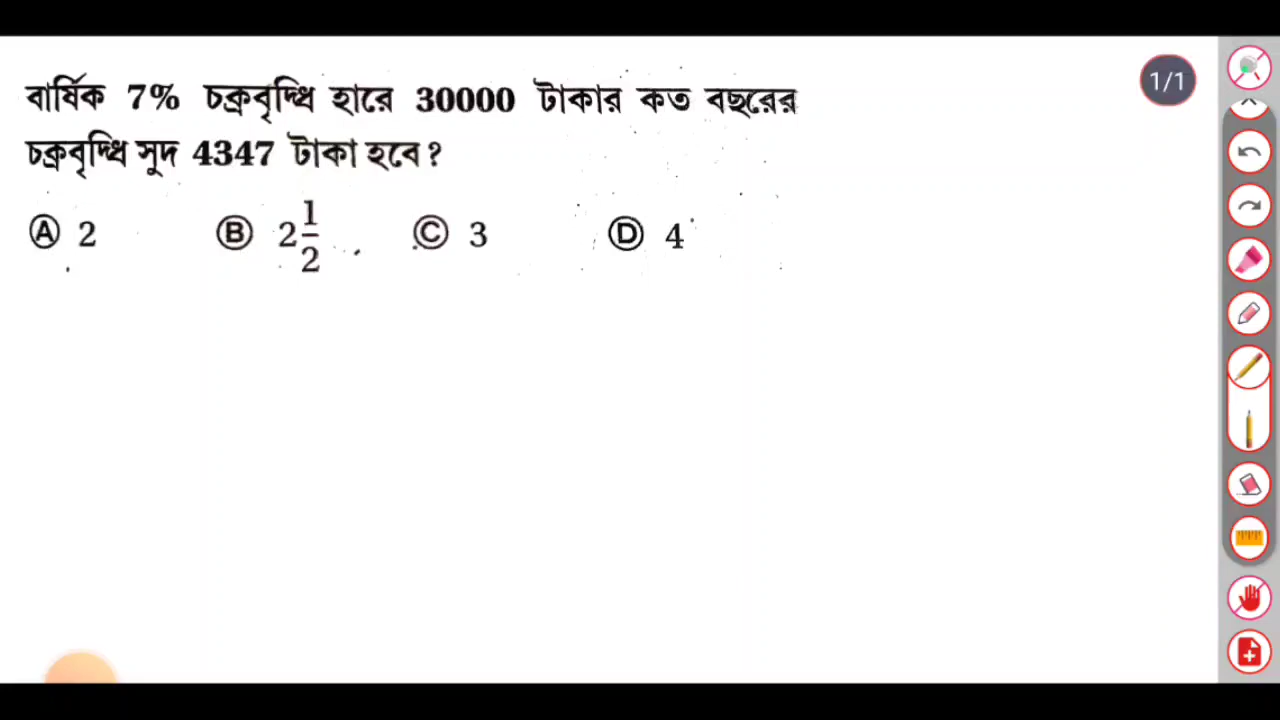 বার্ষিক 7% চক্রবৃদ্ধি হারে 30000 টাকার কত বছরের
চক্রবৃদ্ধি সুদ 4347 টাকা হবে?
Ⓐ 2 Ⓑ 2 1/2 Ⓒ 3 Ⓓ 4
1/1